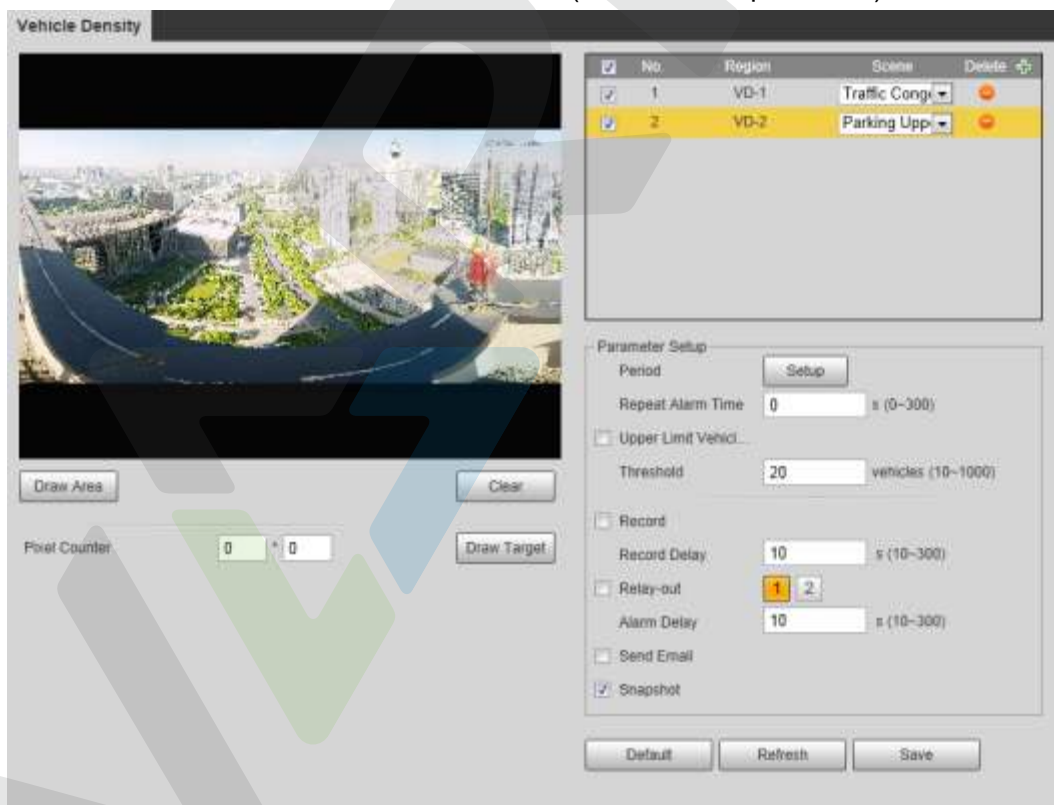 Vehicle Density
No. Region Scene Delete
1 VD-1 Traffic Cong
2 VD-2 Parking Upp
Parameter Setup
Period Setup
Repeat Alarm Time 0 s (0~300)
Upper Limit Vehicl...
Threshold 20 vehicles (10~1000)
Draw Area Clear
Record
Pixel Counter 0 * 0 Draw Target
Record Delay 10 s (10~300)
Relay-out 1 2
Alarm Delay 10 s (10~300)
Send Email
Snapshot
Default Refresh Save